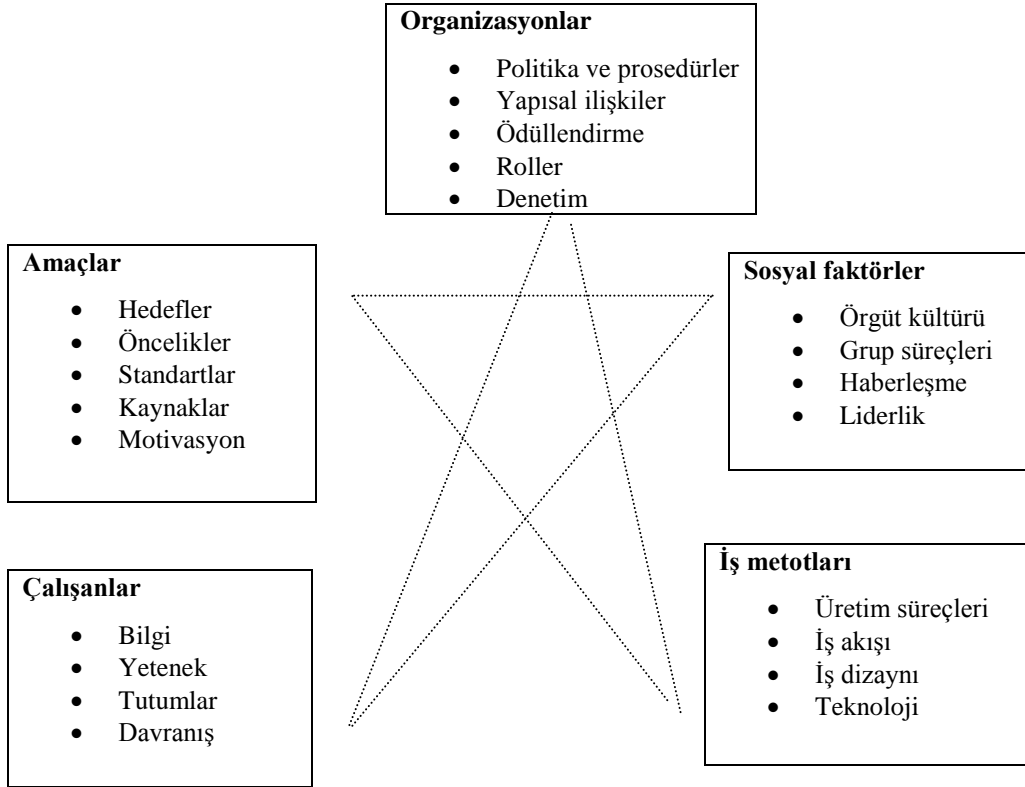 Organizasyonlar
• Politika ve prosedürler
• Yapısal ilişkiler
• Ödüllendirme
• Roller
• Denetim
Amaçlar
• Hedefler
• Öncelikler
• Standartlar
• Kaynaklar
• Motivasyon
Sosyal faktörler
• Örgüt kültürü
• Grup süreçleri
• Haberleşme
• Liderlik
Çalışanlar
• Bilgi
• Yetenek
• Tutumlar
• Davranış
İş metotları
• Üretim süreçleri
• İş akışı
• İş dizaynı
• Teknoloji